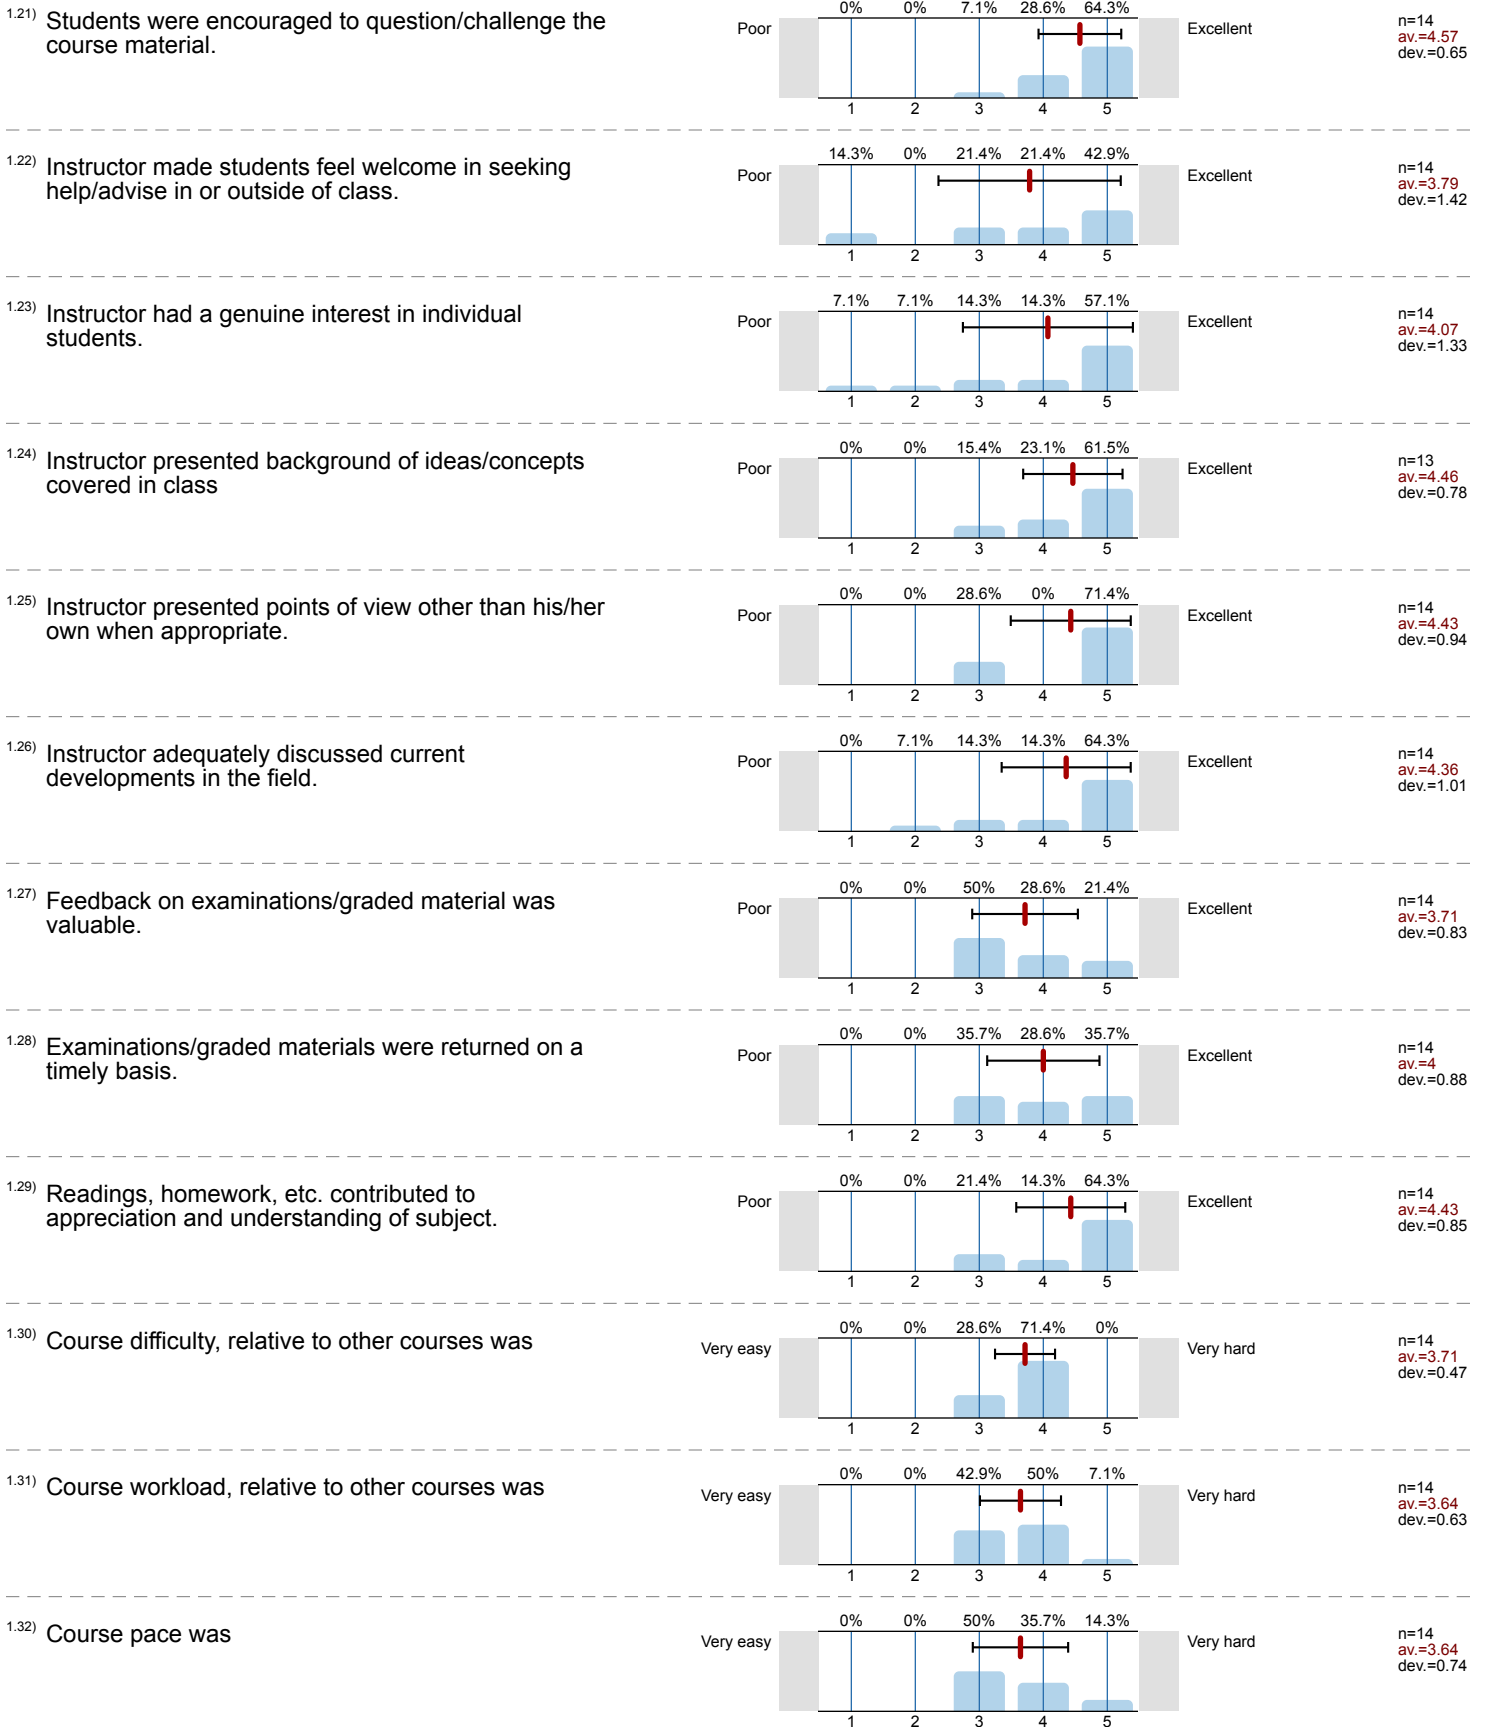 1.21) Students were encouraged to question/challenge the
course material.
0% 0% 7.1% 28.6% 64.3%
Poor Excellent
1 2 3 4 5
n=14
av.=4.57
dev.=0.65
1.22) Instructor made students feel welcome in seeking
help/advise in or outside of class.
14.3% 0% 21.4% 21.4% 42.9%
Poor Excellent
1 2 3 4 5
n=14
av.=3.79
dev.=1.42
1.23) Instructor had a genuine interest in individual
students.
7.1% 7.1% 14.3% 14.3% 57.1%
Poor Excellent
1 2 3 4 5
n=14
av.=4.07
dev.=1.33
1.24) Instructor presented background of ideas/concepts
covered in class
0% 0% 15.4% 23.1% 61.5%
Poor Excellent
1 2 3 4 5
n=13
av.=4.46
dev.=0.78
1.25) Instructor presented points of view other than his/her
own when appropriate.
0% 0% 28.6% 0% 71.4%
Poor Excellent
1 2 3 4 5
n=14
av.=4.43
dev.=0.94
1.26) Instructor adequately discussed current
developments in the field.
0% 7.1% 14.3% 14.3% 64.3%
Poor Excellent
1 2 3 4 5
n=14
av.=4.36
dev.=1.01
1.27) Feedback on examinations/graded material was
valuable.
0% 0% 50% 28.6% 21.4%
Poor Excellent
1 2 3 4 5
n=14
av.=3.71
dev.=0.83
1.28) Examinations/graded materials were returned on a
timely basis.
0% 0% 35.7% 28.6% 35.7%
Poor Excellent
1 2 3 4 5
n=14
av.=4
dev.=0.88
1.29) Readings, homework, etc. contributed to
appreciation and understanding of subject.
0% 0% 21.4% 14.3% 64.3%
Poor Excellent
1 2 3 4 5
n=14
av.=4.43
dev.=0.85
1.30) Course difficulty, relative to other courses was
0% 0% 28.6% 71.4% 0%
Very easy Very hard
1 2 3 4 5
n=14
av.=3.71
dev.=0.47
1.31) Course workload, relative to other courses was
0% 0% 42.9% 50% 7.1%
Very easy Very hard
1 2 3 4 5
n=14
av.=3.64
dev.=0.63
1.32) Course pace was
0% 0% 50% 35.7% 14.3%
Very easy Very hard
1 2 3 4 5
n=14
av.=3.64
dev.=0.74